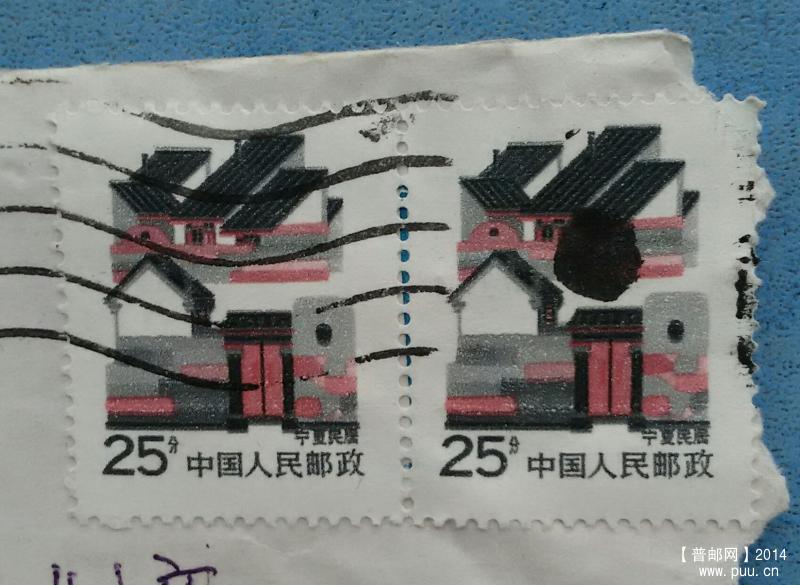 宁夏民居
25分 中国人民邮政
宁夏民居
25分 中国人民邮政
【普邮网】2014
www.puu.cn